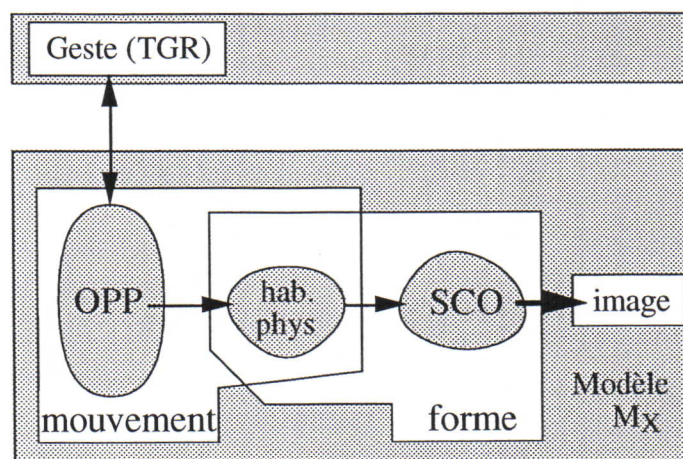 Geste (TGR)
OPP
hab.
phys
SCO
image
Modèle
MX
mouvement
forme